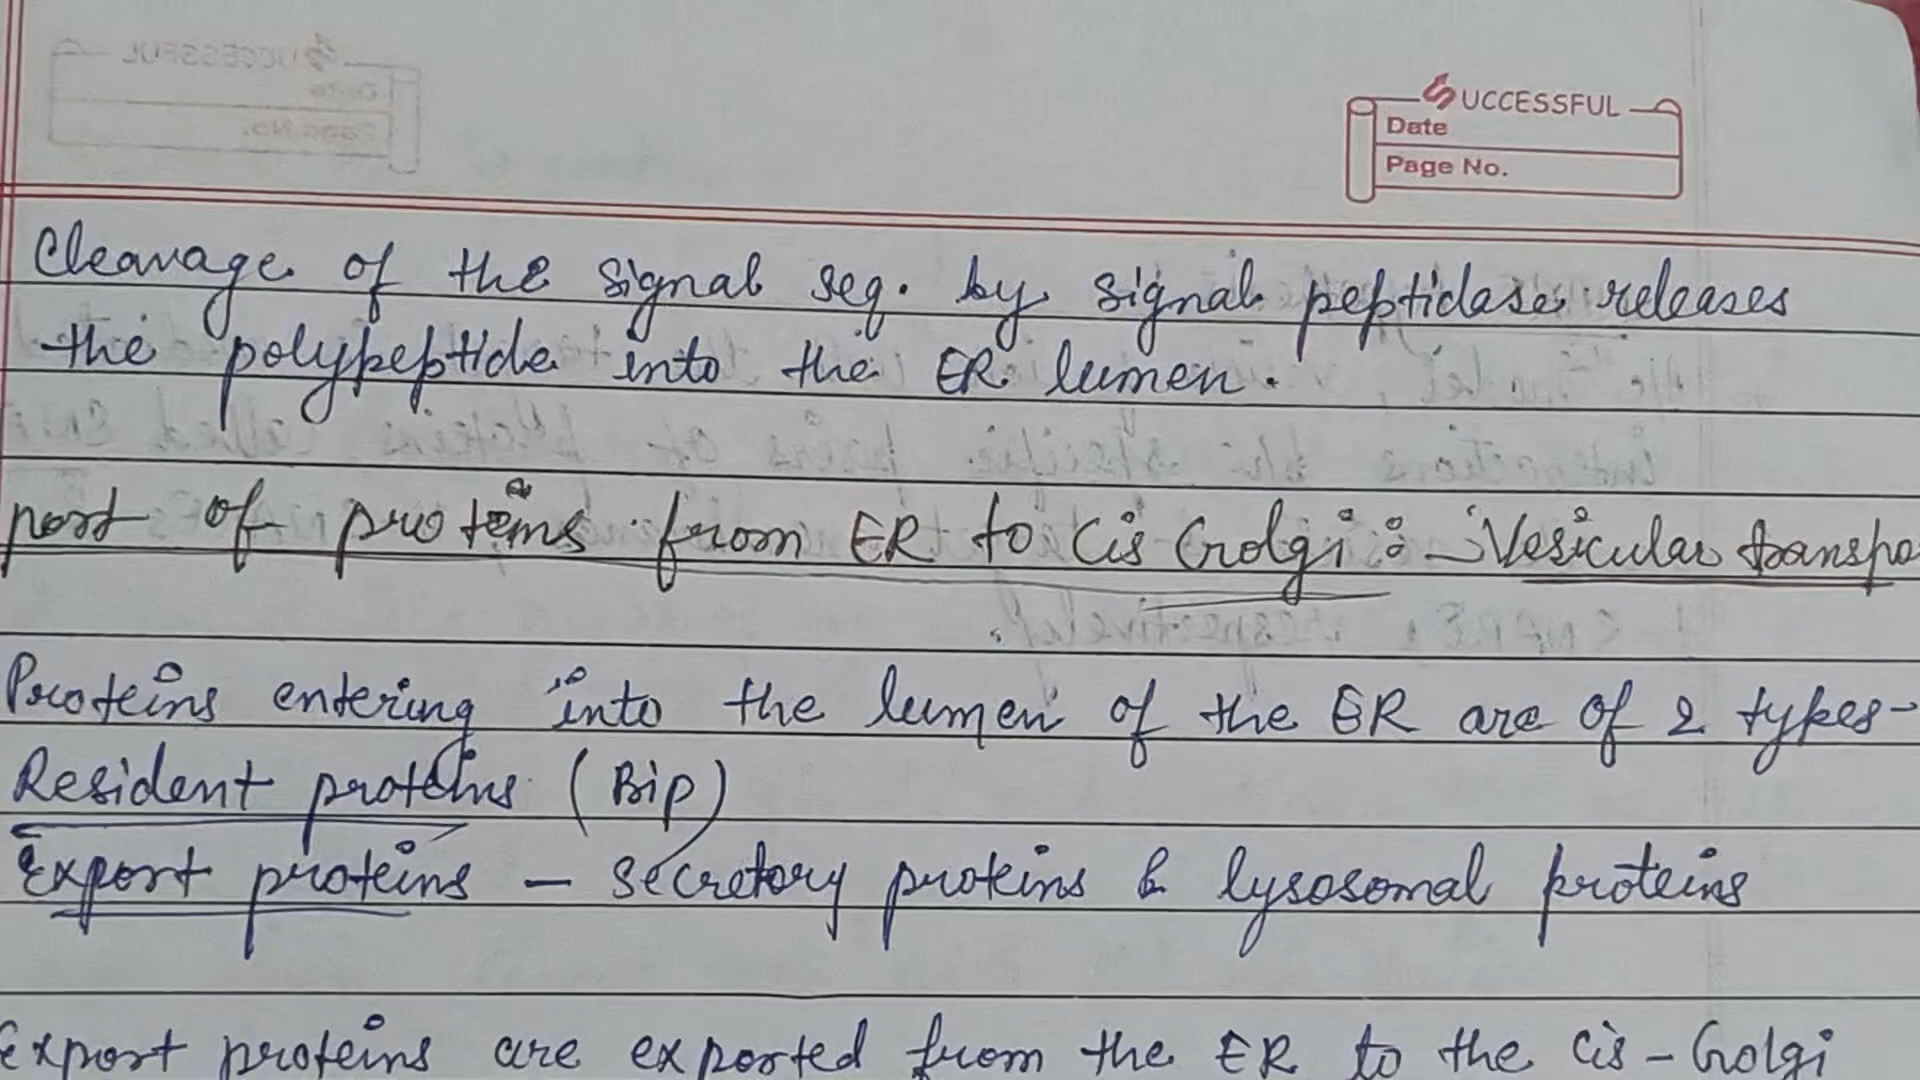 SUCCESSFUL
Date
Page No.
Cleavage of the signal seq. by signal peptidase releases
the polypeptide into the ER lumen.
port of proteins from ER to Cis Golgi :- Vesicular transpo
Proteins entering into the lumen of the ER are of 2 types-
Resident proteins (Bip)
Export proteins - secretory proteins & lysosomal proteins
Export proteins are exported from the ER to the Cis-Golgi